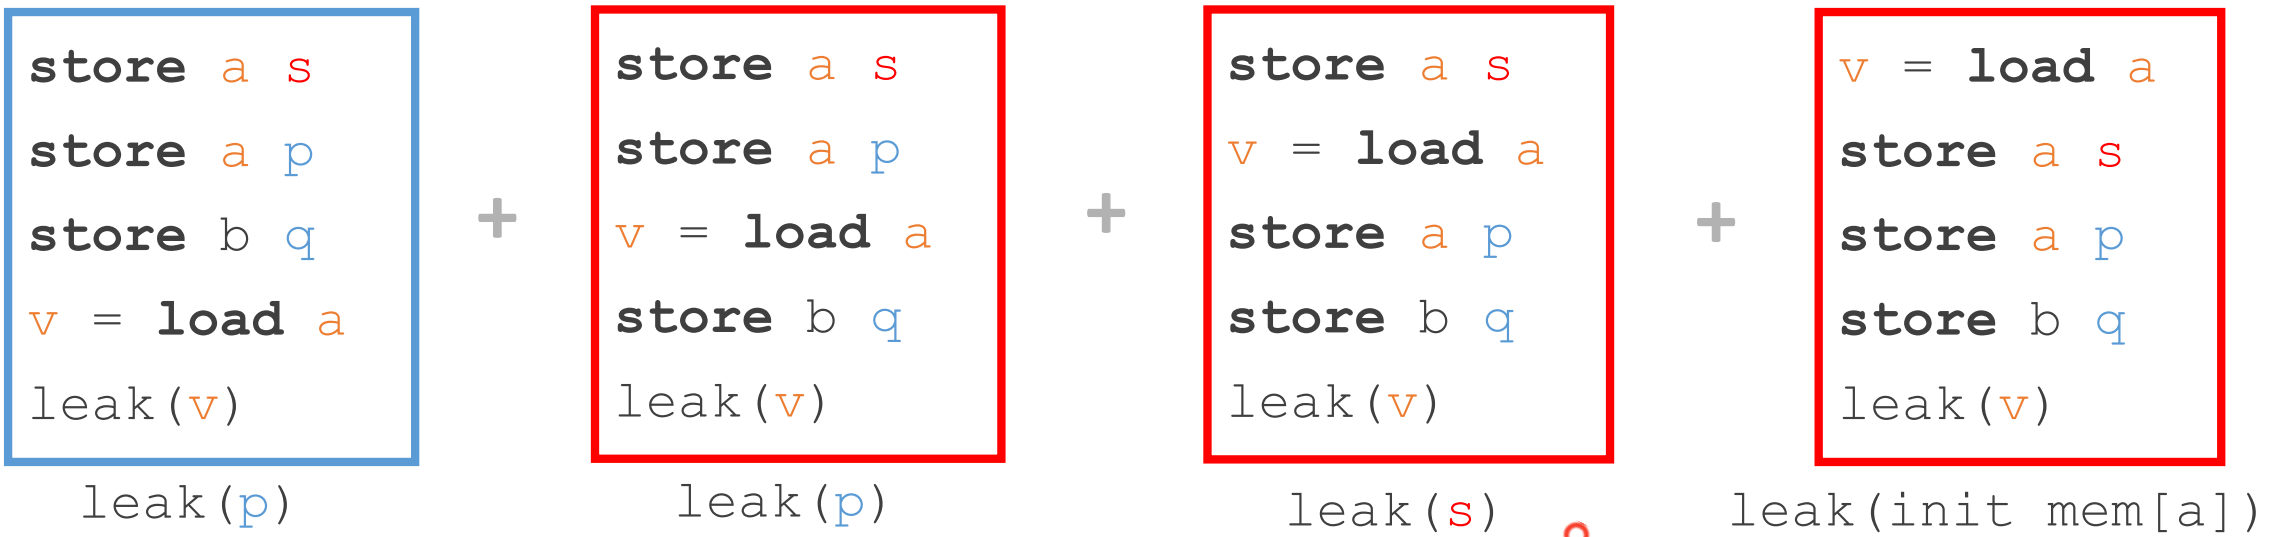 store a s
store a p
store b q
v = load a
leak(v)
leak(p)
+
store a s
store a p
v = load a
store b q
leak(v)
leak(p)
+
store a s
v = load a
store a p
store b q
leak(v)
leak(s)
+
v = load a
store a s
store a p
store b q
leak(v)
leak(init mem[a])